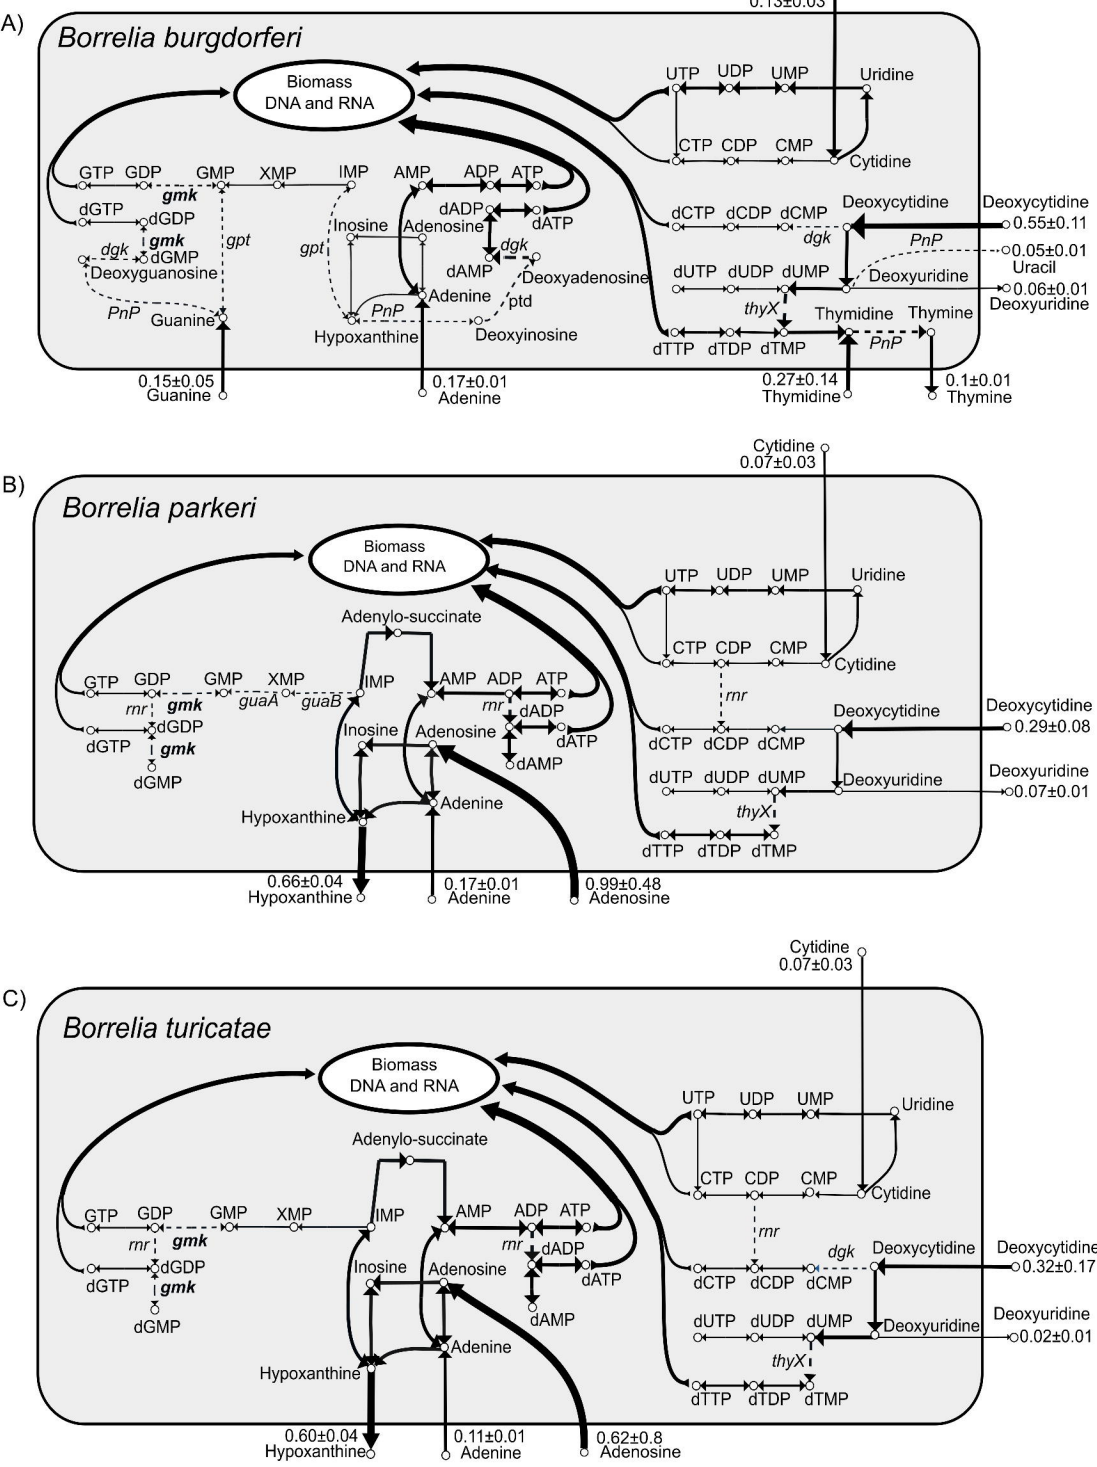 0.13±0.03
A)
Borrelia burgdorferi
Biomass
DNA and RNA
UTP UDP UMP Uridine
CTP CDP CMP Cytidine
GTP GDP GMP XMP IMP AMP ADP ATP
gmk
dGTP dGDP
dADP dATP
gmk
dgk dGMP
Deoxyguanosine
gpt
gpt
Inosine Adenosine
dgk
dAMP Deoxyadenosine
PnP
Guanine
Adenine
PnP
ptd
Hypoxanthine Deoxyinosine
dCTP dCDP dCMP Deoxycytidine
dgk
Deoxycytidine
0.55±0.11
PnP
0.05±0.01
Uracil
dUTP dUDP dUMP Deoxyuridine
0.06±0.01
Deoxyuridine
thyX
Thymidine Thymine
dTTP dTDP dTMP
PnP
0.15±0.05
Guanine
0.17±0.01
Adenine
0.27±0.14
Thymidine
0.1±0.01
Thymine
Cytidine
0.07±0.03
B)
Borrelia parkeri
Biomass
DNA and RNA
UTP UDP UMP Uridine
Adenylo-succinate
CTP CDP CMP Cytidine
GTP GDP GMP XMP IMP AMP ADP ATP
rnr gmk guaA guaB
rnr
rnr
dGTP dGDP
dADP dATP
gmk
dGMP
dAMP
Inosine Adenosine
Hypoxanthine
Adenine
dCTP dCDP dCMP Deoxycytidine
Deoxycytidine
0.29±0.08
dUTP dUDP dUMP Deoxyuridine
Deoxyuridine
0.07±0.01
thyX
dTTP dTDP dTMP
0.66±0.04
Hypoxanthine
0.17±0.01
Adenine
0.99±0.48
Adenosine
Cytidine
0.07±0.03
C)
Borrelia turicatae
Biomass
DNA and RNA
UTP UDP UMP Uridine
Adenylo-succinate
CTP CDP CMP Cytidine
GTP GDP GMP XMP IMP AMP ADP ATP
rnr gmk
rnr
rnr
dGTP dGDP
dADP dATP
gmk
dGMP
dAMP
Inosine Adenosine
Hypoxanthine
Adenine
dCTP dCDP dCMP
dgk
Deoxycytidine
Deoxycytidine
0.32±0.17
dUTP dUDP dUMP Deoxyuridine
0.02±0.01
thyX
dTTP dTDP dTMP
0.60±0.04
Hypoxanthine
0.11±0.01
Adenine
0.62±0.8
Adenosine